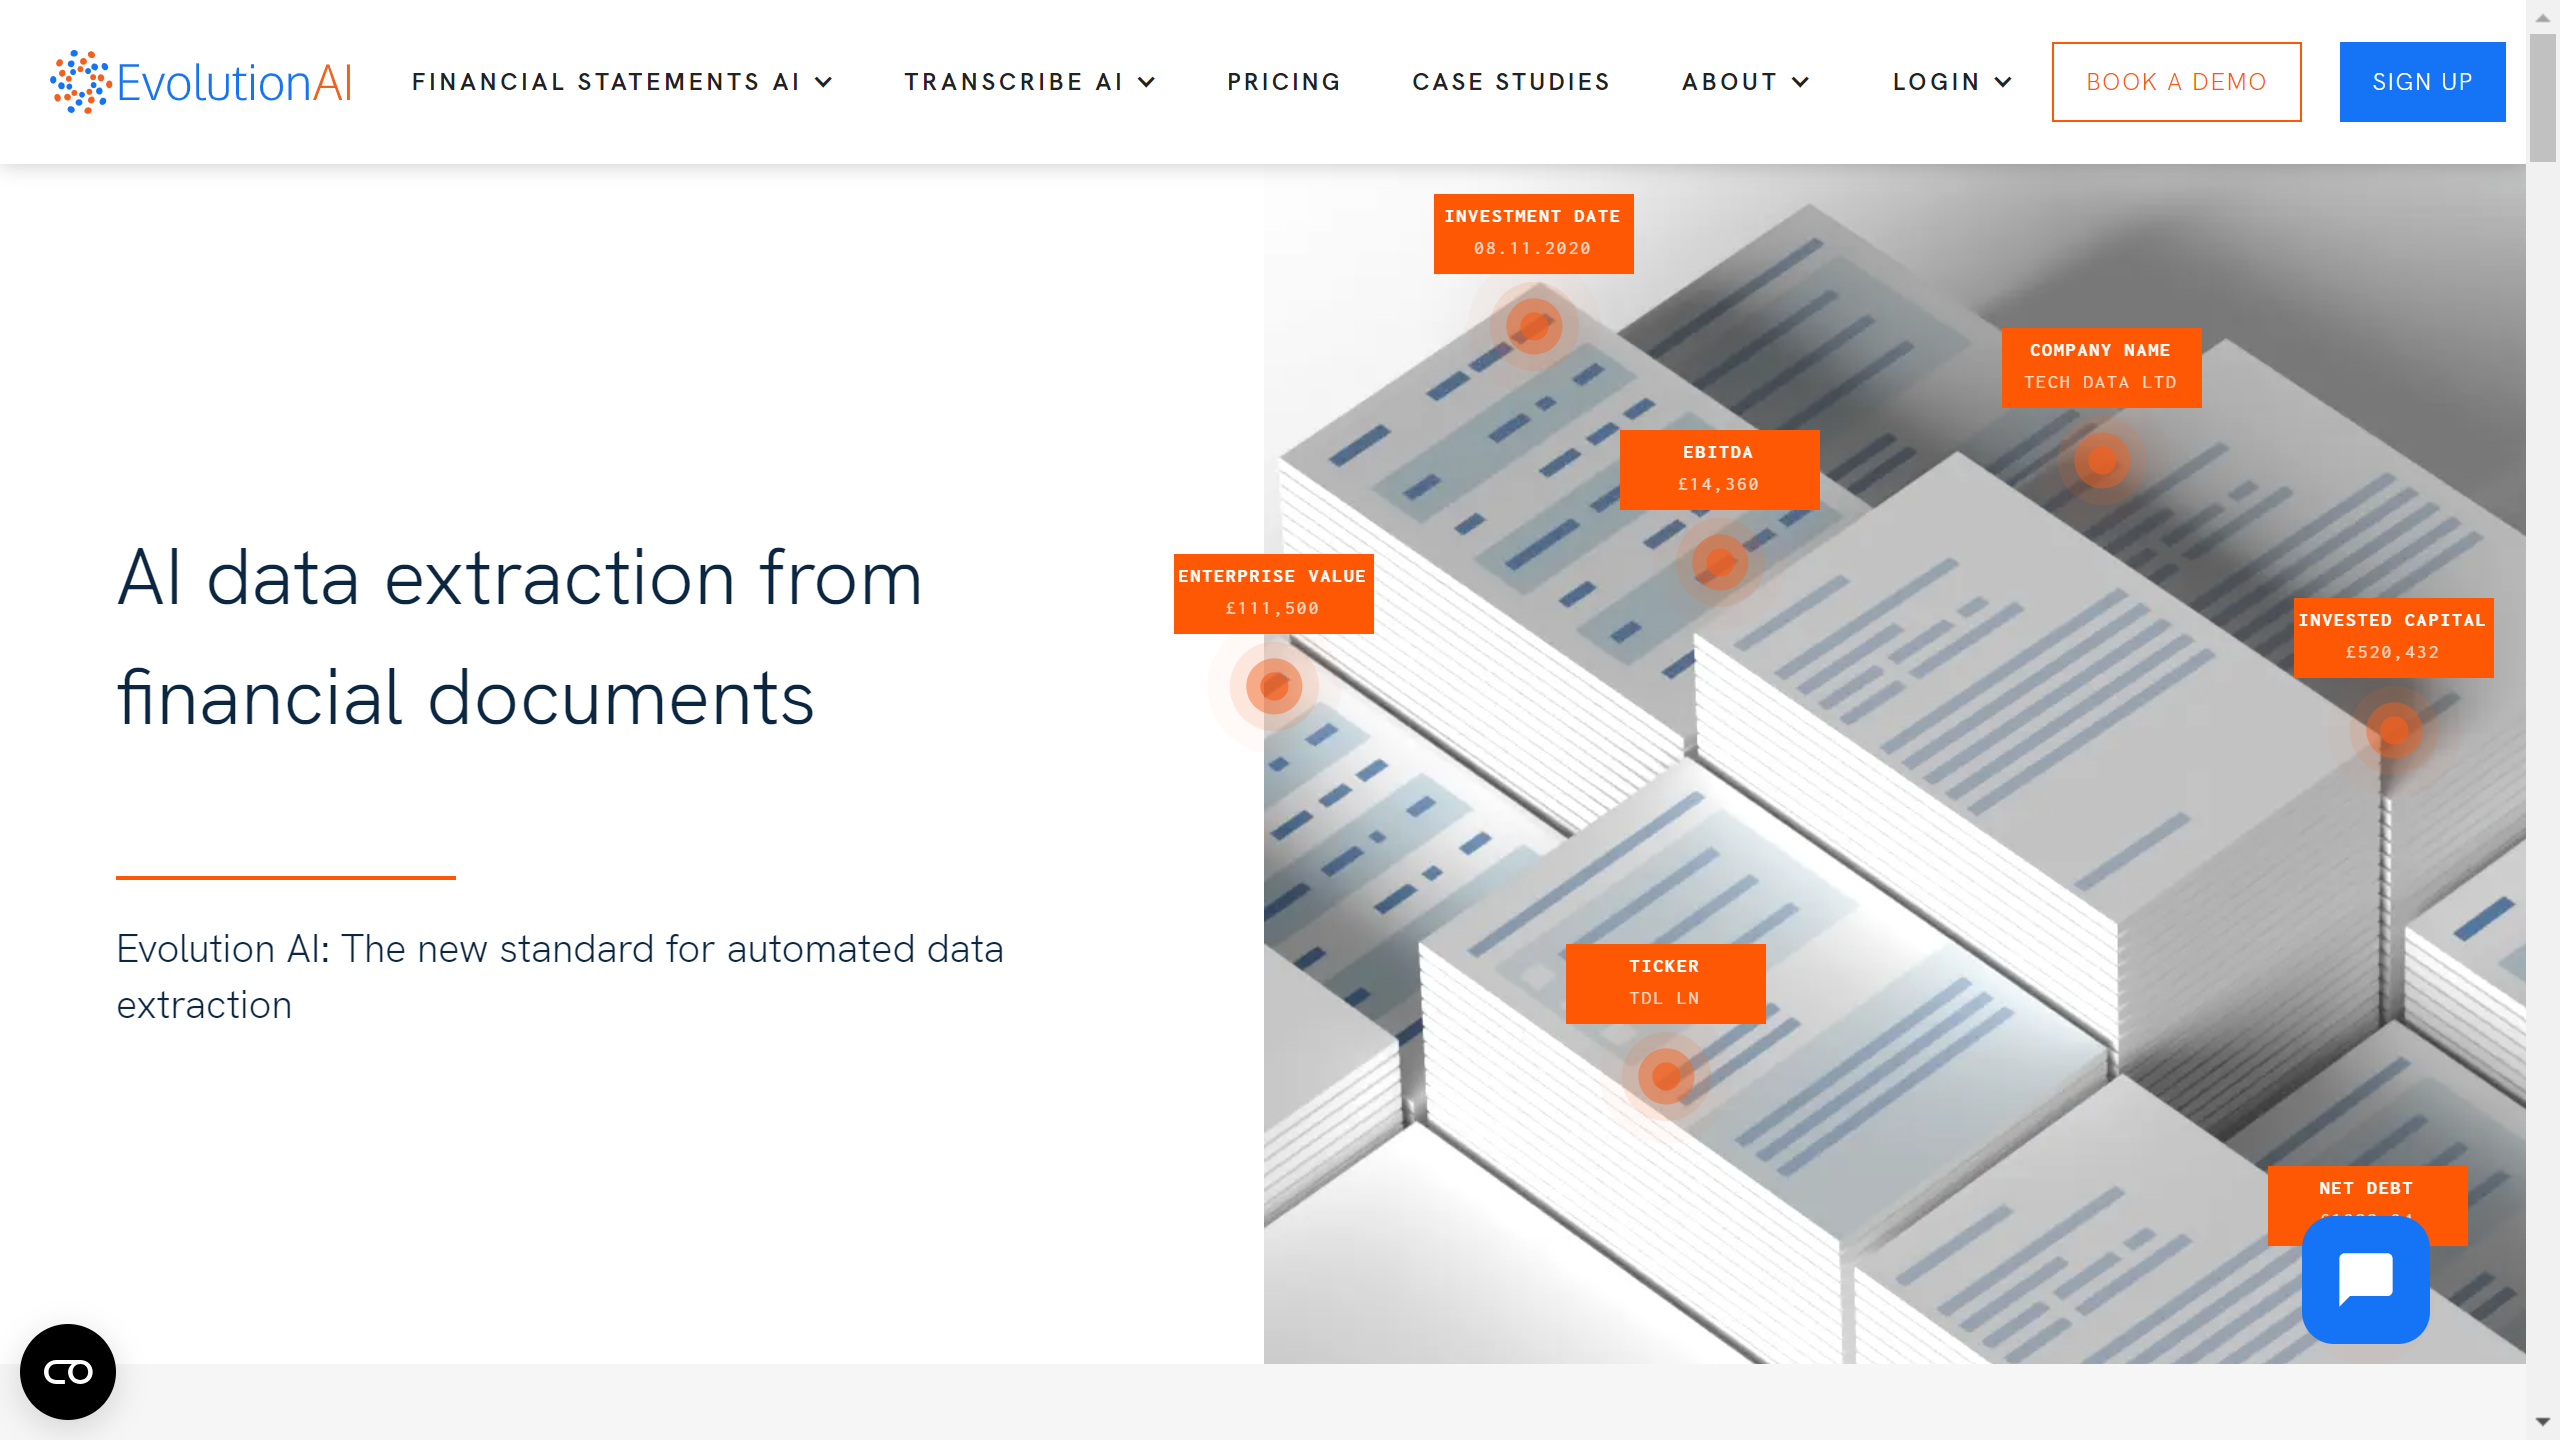 EvolutionAI
FINANCIAL STATEMENTS AI
TRANSCRIBE AI
PRICING
CASE STUDIES
ABOUT
LOGIN
BOOK A DEMO
SIGN UP
INVESTMENT DATE
08.11.2020
COMPANY NAME
TECH DATA LTD
EBITDA
£14,360
ENTERPRISE VALUE
£111,500
INVESTED CAPITAL
£520,432
AI data extraction from
financial documents
Evolution AI: The new standard for automated data
extraction
TICKER
TDL LN
NET DEBT